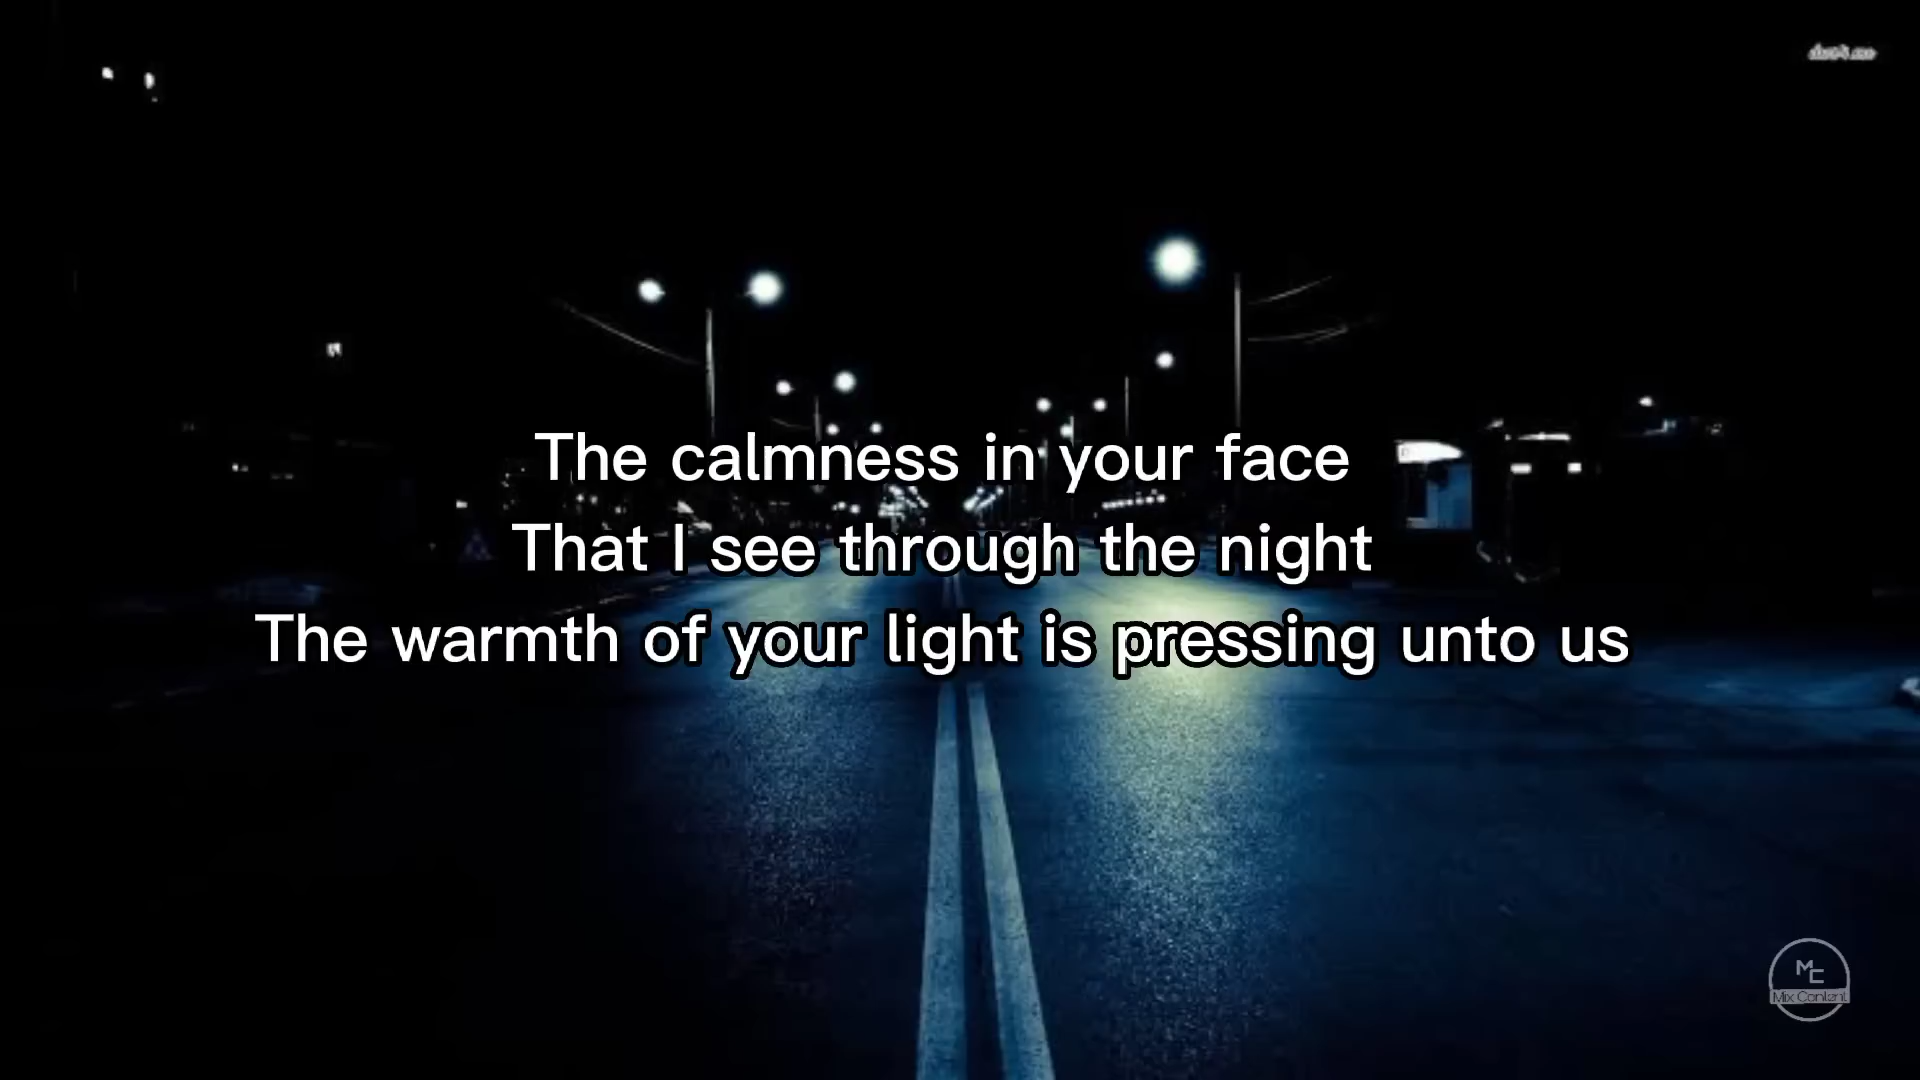 The calmness in your face
That I see through the night
The warmth of your light is pressing unto us
MC
Mix Content